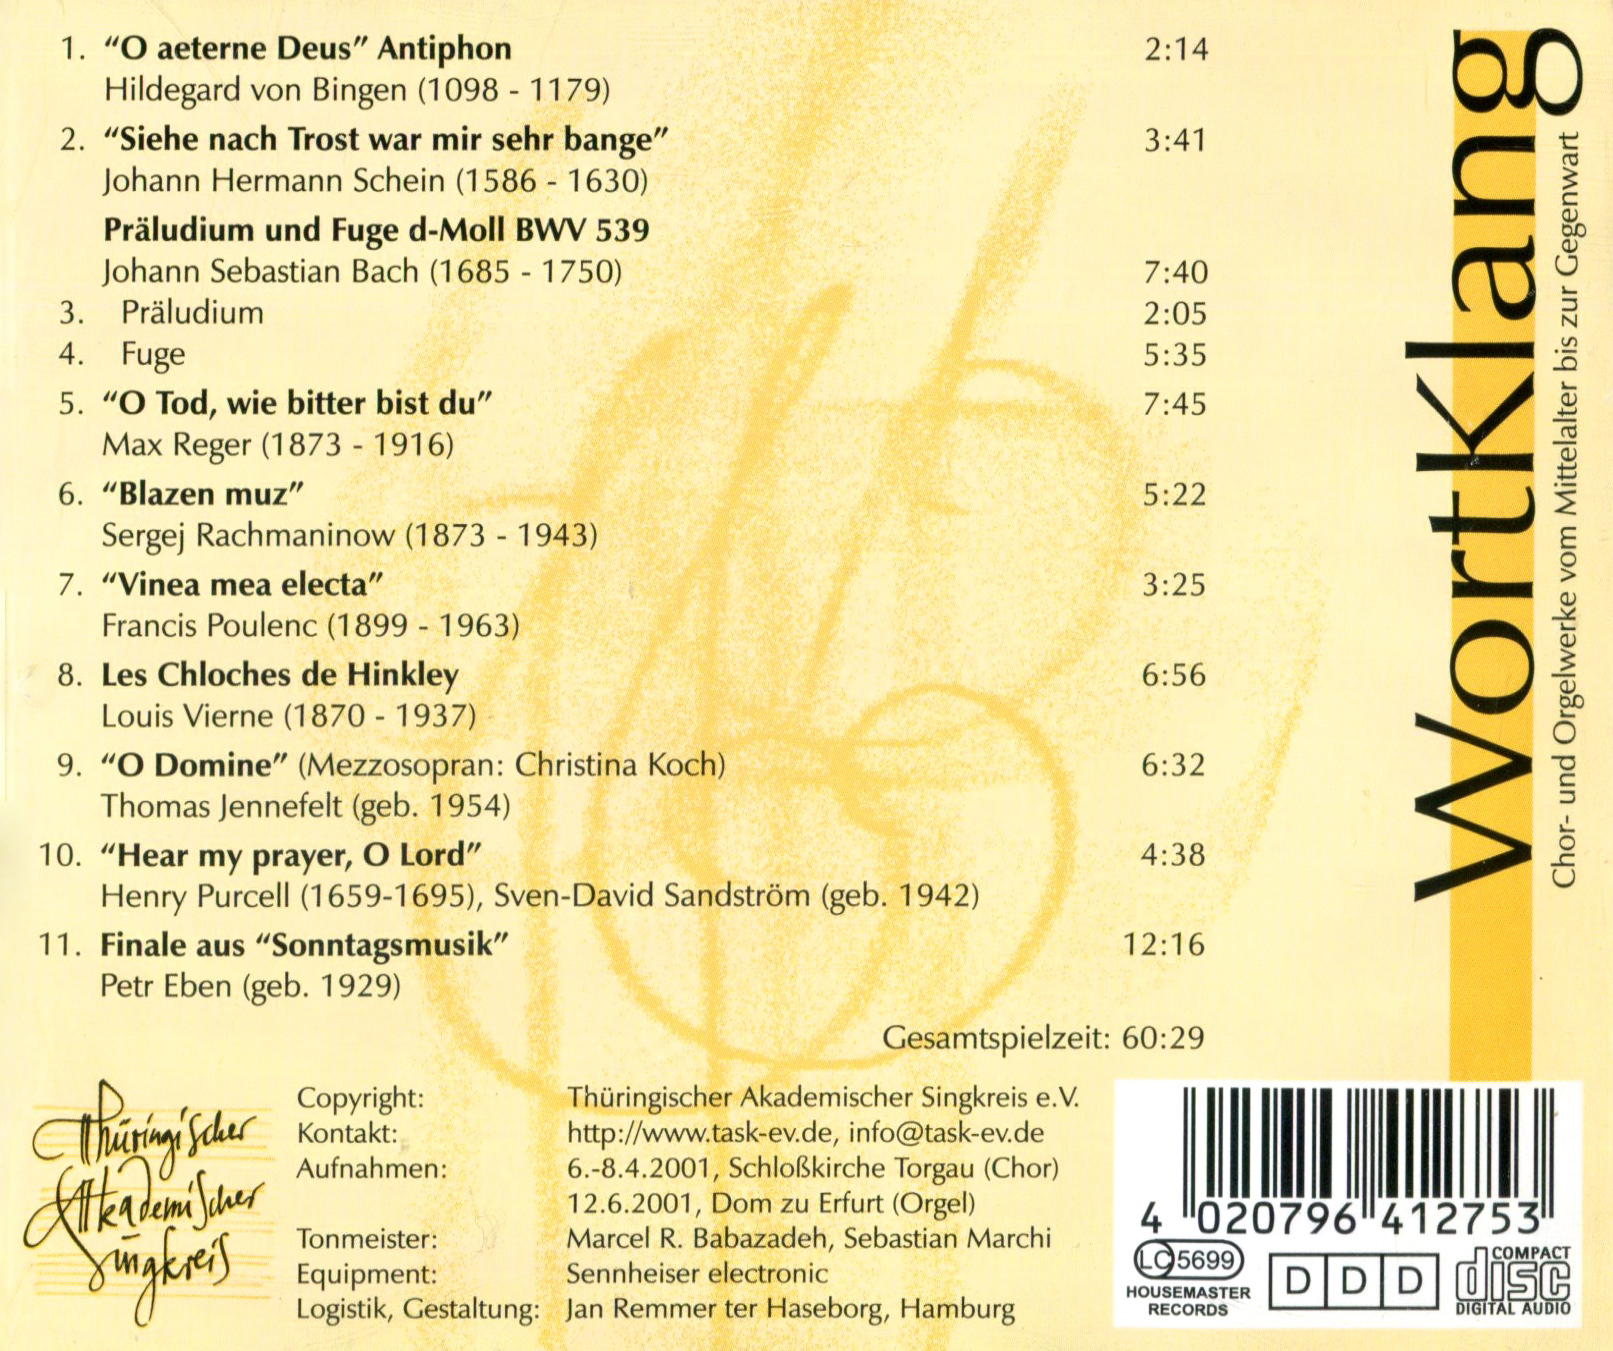 1. “O aeterne Deus” Antiphon 2:14
Hildegard von Bingen (1098 - 1179)
2. “Siehe nach Trost war mir sehr bange” 3:41
Johann Hermann Schein (1586 - 1630)
Präludium und Fuge d-Moll BWV 539
Johann Sebastian Bach (1685 - 1750) 7:40
3. Präludium 2:05
4. Fuge 5:35
5. “O Tod, wie bitter bist du” 7:45
Max Reger (1873 - 1916)
6. “Blazen muz” 5:22
Sergej Rachmaninow (1873 - 1943)
7. “Vinea mea electa” 3:25
Francis Poulenc (1899 - 1963)
8. Les Chloches de Hinkley 6:56
Louis Vierne (1870 - 1937)
9. “O Domine” (Mezzosopran: Christina Koch) 6:32
Thomas Jennefelt (geb. 1954)
10. “Hear my prayer, O Lord” 4:38
Henry Purcell (1659-1695), Sven-David Sandström (geb. 1942)
11. Finale aus “Sonntagsmusik” 12:16
Petr Eben (geb. 1929)
Gesamtspielzeit: 60:29
WortKlang
Chor- und Orgelwerke vom Mittelalter bis zur Gegenwart
Thüringischer
Akademischer
Singkreis
Copyright: Thüringischer Akademischer Singkreis e.V.
Kontakt: http://www.task-ev.de, info@task-ev.de
Aufnahmen: 6.-8.4.2001, Schloßkirche Torgau (Chor)
12.6.2001, Dom zu Erfurt (Orgel)
Tonmeister: Marcel R. Babazadeh, Sebastian Marchi
Equipment: Sennheiser electronic
Logistik, Gestaltung: Jan Remmer ter Haseborg, Hamburg
4 020796 412753
LC 5699
HOUSEMASTER
RECORDS
D D D
COMPACT
disc
DIGITAL AUDIO